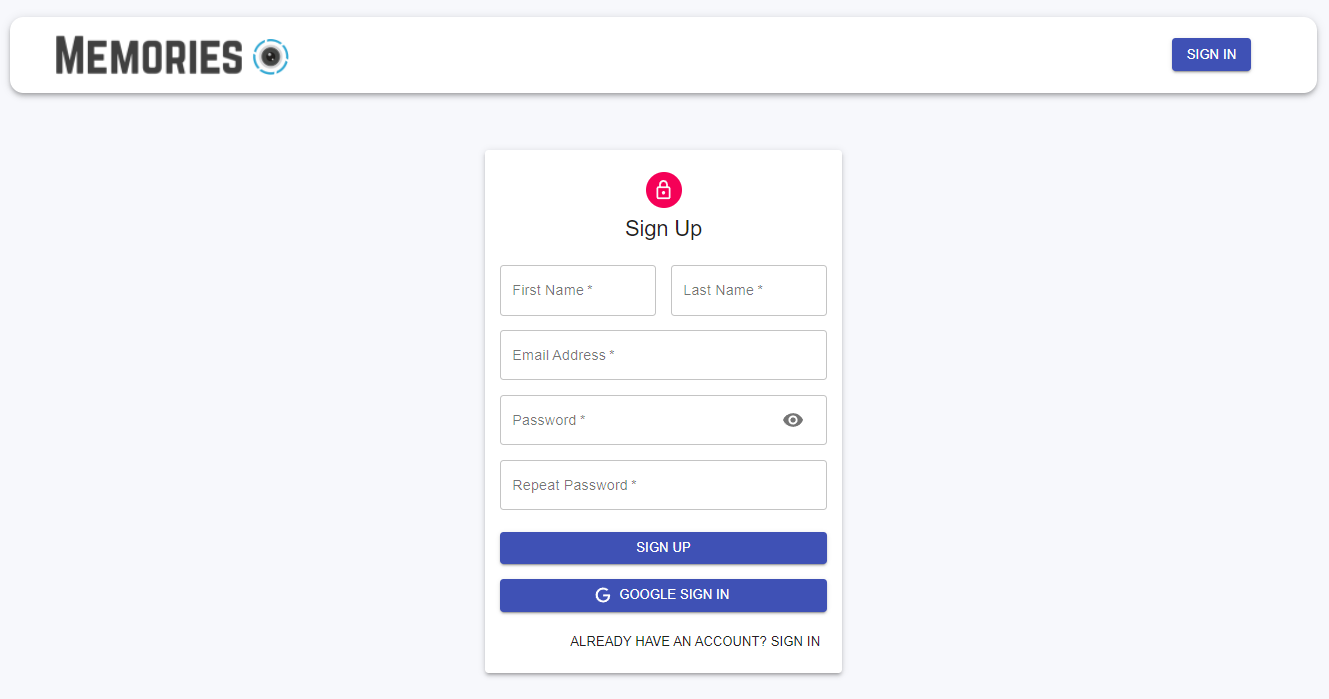 MEMORIES
SIGN IN
Sign Up
First Name *
Last Name *
Email Address *
Password *
Repeat Password *
SIGN UP
G GOOGLE SIGN IN
ALREADY HAVE AN ACCOUNT? SIGN IN